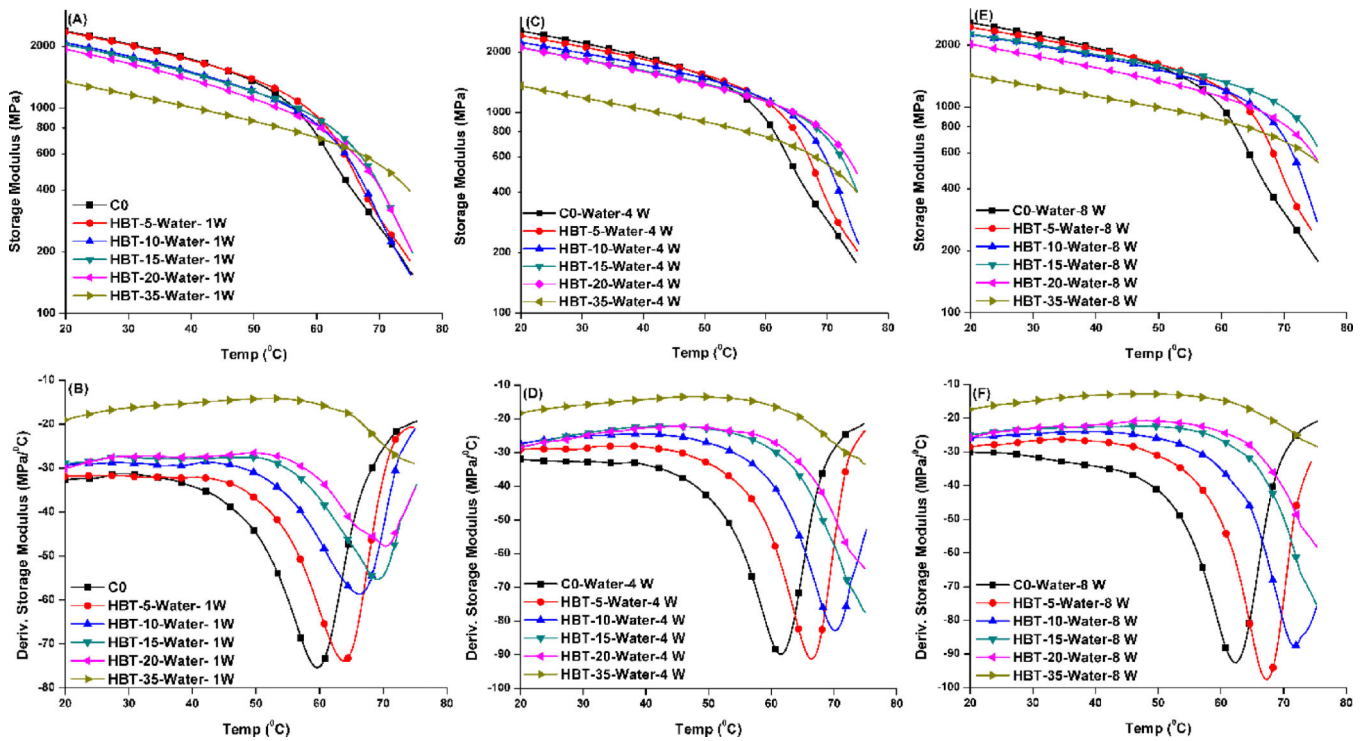 (A)
Storage Modulus (MPa)
2000
1000
800
600
400
200
100
C0
HBT-5-Water- 1W
HBT-10-Water- 1W
HBT-15-Water- 1W
HBT-20-Water- 1W
HBT-35-Water- 1W
20 30 40 50 60 70 80
Temp (⁰C)
(C)
Storage Modulus (MPa)
2000
1000
800
600
400
200
100
C0-Water-4 W
HBT-5-Water-4 W
HBT-10-Water-4 W
HBT-15-Water-4 W
HBT-20-Water-4 W
HBT-35-Water-4 W
20 30 40 50 60 70 80
Temp (⁰C)
(E)
Storage Modulus (MPa)
2000
1000
800
600
400
200
100
C0-Water-8 W
HBT-5-Water-8 W
HBT-10-Water-8 W
HBT-15-Water-8 W
HBT-20-Water-8 W
HBT-35-Water-8 W
20 30 40 50 60 70 80
Temp (⁰C)
(B)
Deriv. Storage Modulus (MPa/⁰C)
-10
-20
-30
-40
-50
-60
-70
-80
C0
HBT-5-Water- 1W
HBT-10-Water- 1W
HBT-15-Water- 1W
HBT-20-Water- 1W
HBT-35-Water- 1W
20 30 40 50 60 70 80
Temp (⁰C)
(D)
Deriv. Storage Modulus (MPa/⁰C)
-10
-20
-30
-40
-50
-60
-70
-80
-90
-100
C0-Water-4 W
HBT-5-Water-4 W
HBT-10-Water-4 W
HBT-15-Water-4 W
HBT-20-Water-4 W
HBT-35-Water-4 W
20 30 40 50 60 70 80
Temp (⁰C)
(F)
Deriv. Storage Modulus (MPa/⁰C)
-10
-20
-30
-40
-50
-60
-70
-80
-90
-100
C0-Water-8 W
HBT-5-Water-8 W
HBT-10-Water-8 W
HBT-15-Water-8 W
HBT-20-Water-8 W
HBT-35-Water-8 W
20 30 40 50 60 70 80
Temp (⁰C)